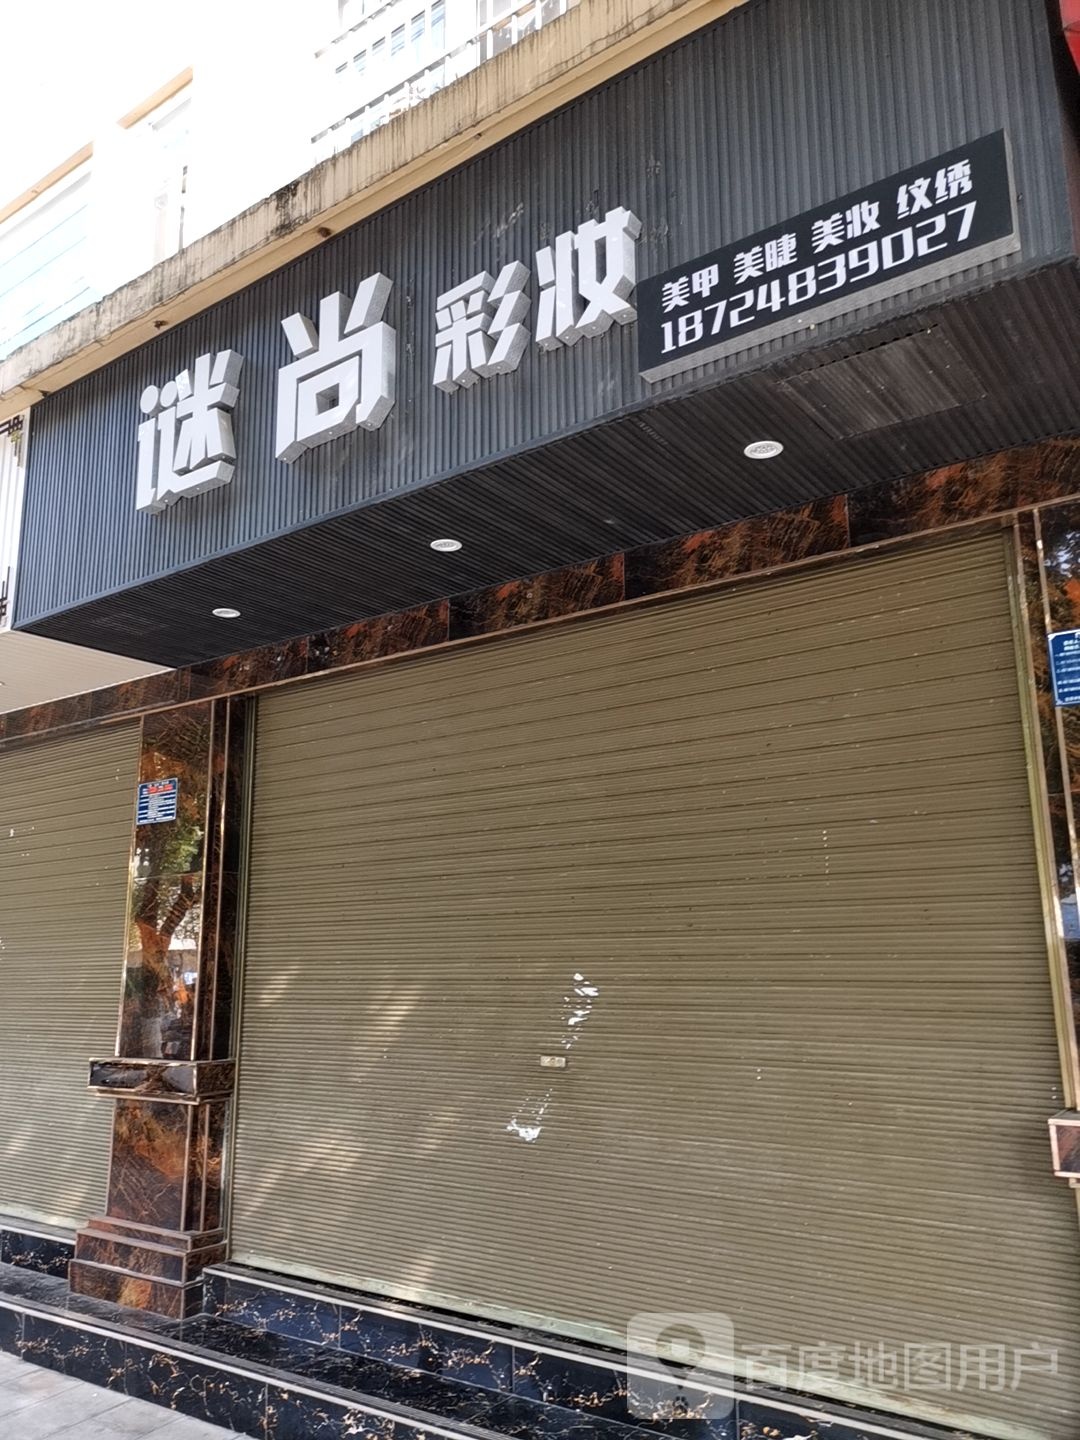 谜尚彩妆
美甲 美睫 美妆 纹绣
18724839027
百度地图用户